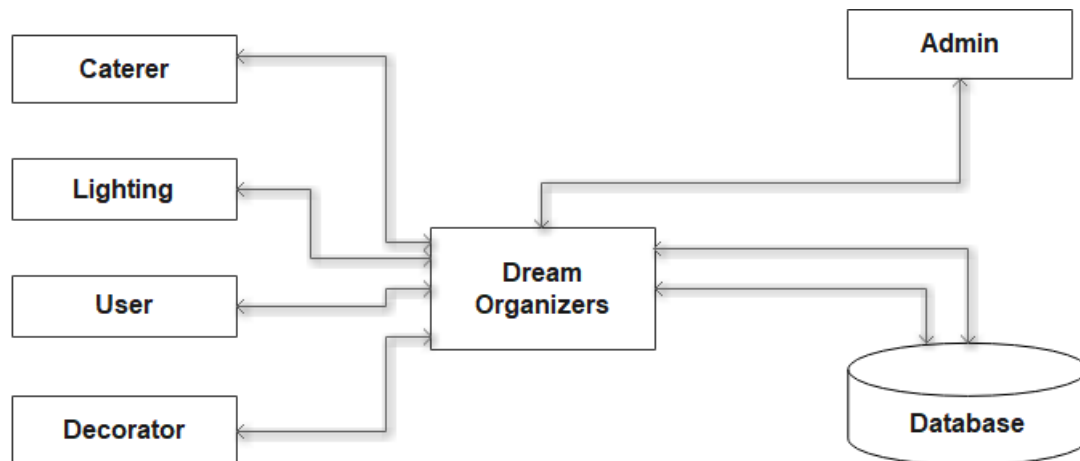 Caterer
Admin
Lighting
Dream
Organizers
User
Decorator
Database